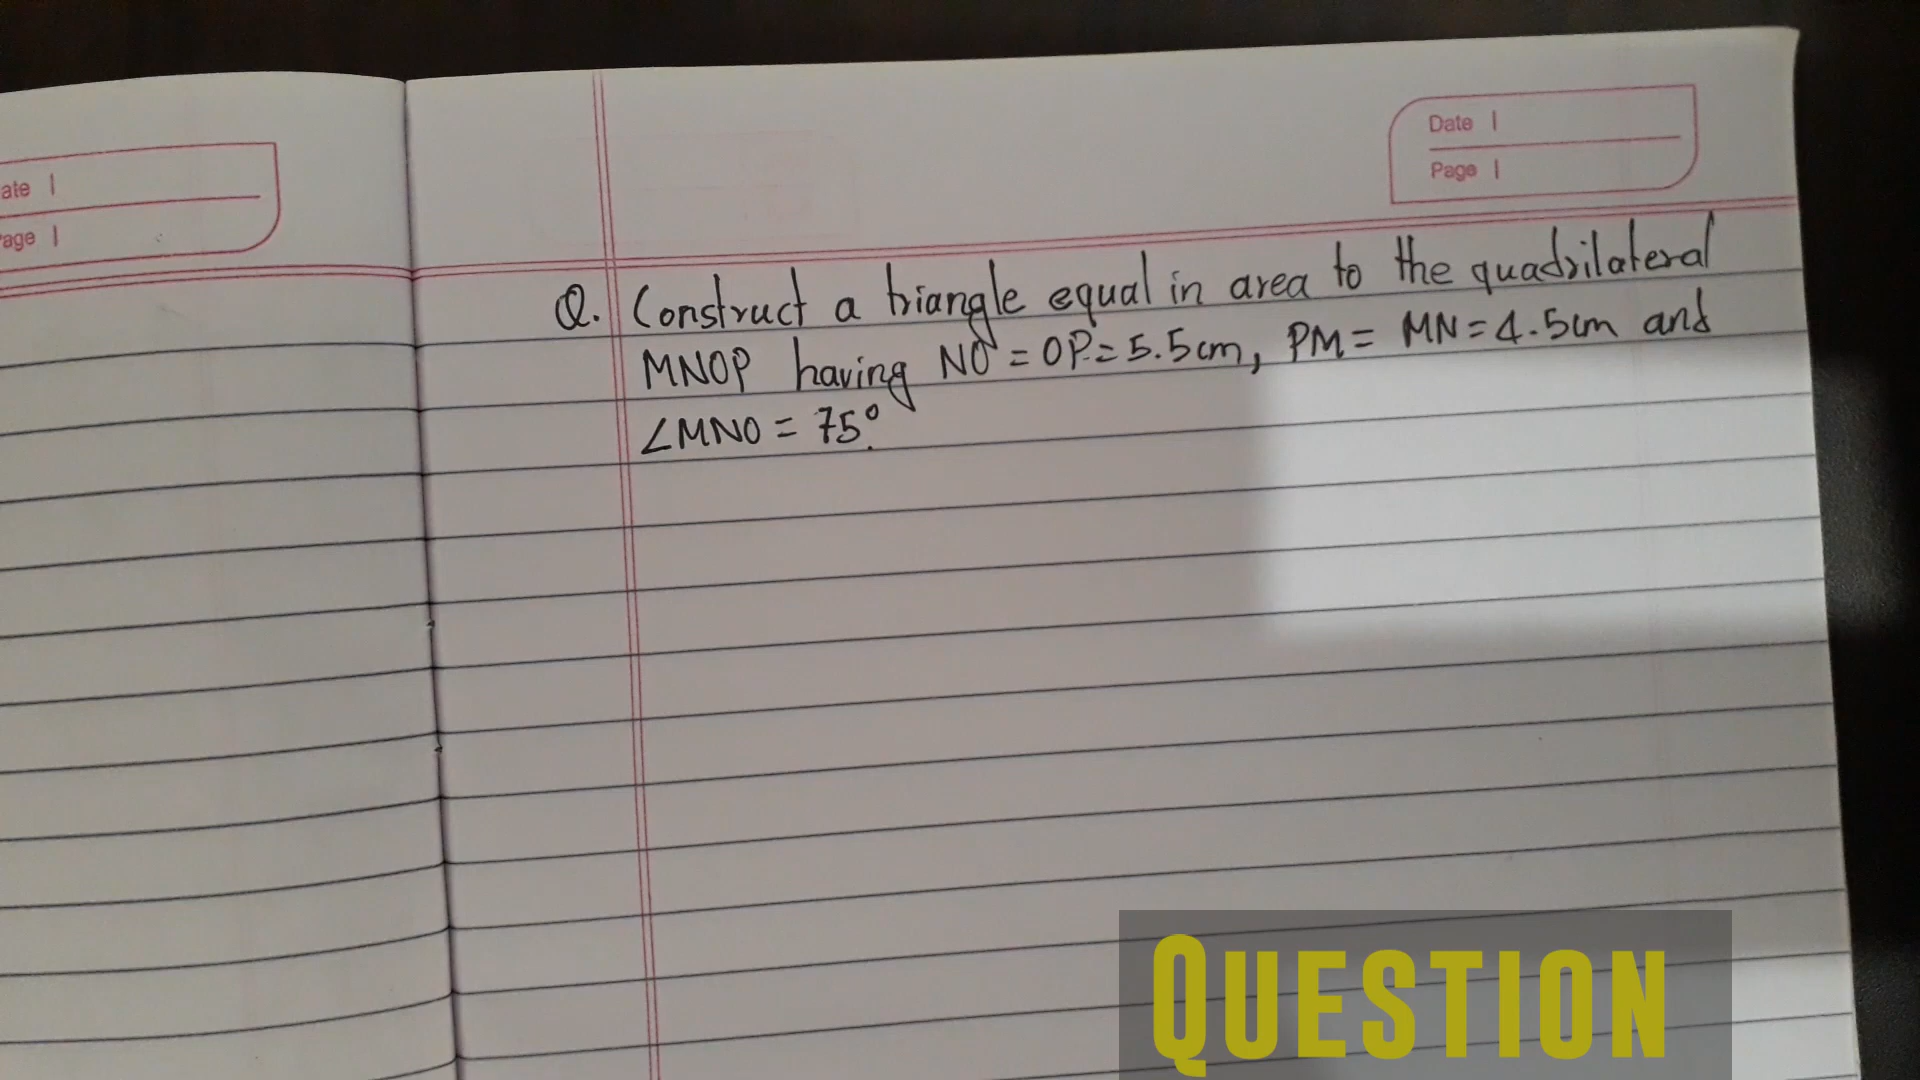 ate |
Page |
Date |
Page |
Q. Construct a triangle equal in area to the quadrilateral
MNOP having NO = OP = 5.5cm, PM = MN = 4.5cm and
∠MNO = 75°.
QUESTION